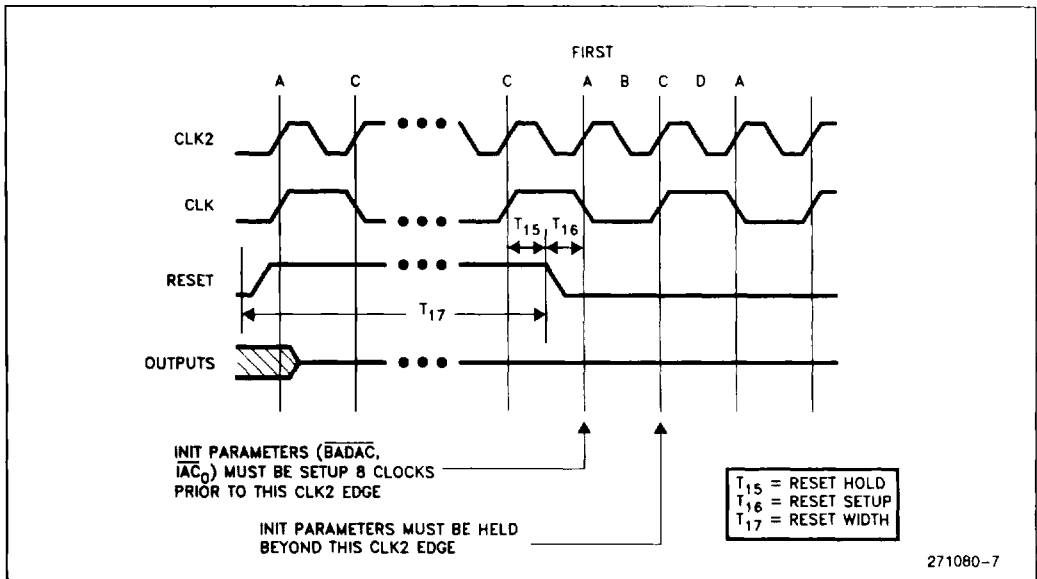 FIRST
A C C A B C D A
CLK2
CLK
T15 T16
RESET
T17
OUTPUTS
INIT PARAMETERS (BADAC,
IAC0) MUST BE SETUP 8 CLOCKS
PRIOR TO THIS CLK2 EDGE
INIT PARAMETERS MUST BE HELD
BEYOND THIS CLK2 EDGE
T15 = RESET HOLD
T16 = RESET SETUP
T17 = RESET WIDTH
271080-7